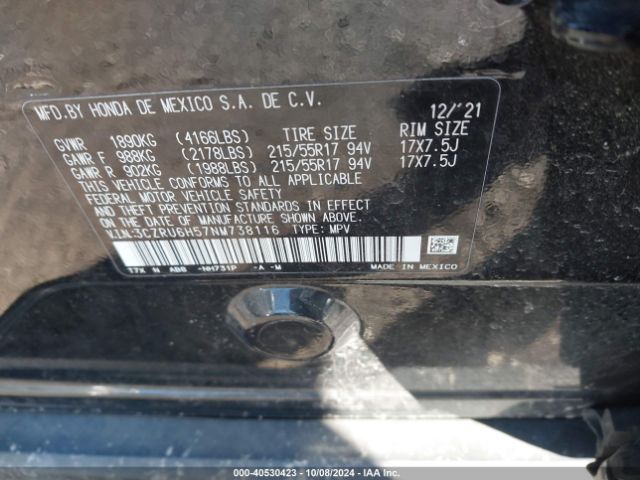 MFD.BY HONDA DE MEXICO S.A. DE C.V. 12/'21
GVWR 1890KG (4166LBS) TIRE SIZE RIM SIZE
GAWR F 988KG (2178LBS) 215/55R17 94V 17X7.5J
GAWR R 902KG (1988LBS) 215/55R17 94V 17X7.5J
THIS VEHICLE CONFORMS TO ALL APPLICABLE
FEDERAL MOTOR VEHICLE SAFETY
AND THEFT PREVENTION STANDARDS IN EFFECT
ON THE DATE OF MANUFACTURE SHOWN ABOVE.
V.I.N:3CZRU6H57NM738116 TYPE: MPV
T7X N AB8 -NH731P -A -M MADE IN MEXICO
000-40530423 - 10/08/2024 - IAA Inc.